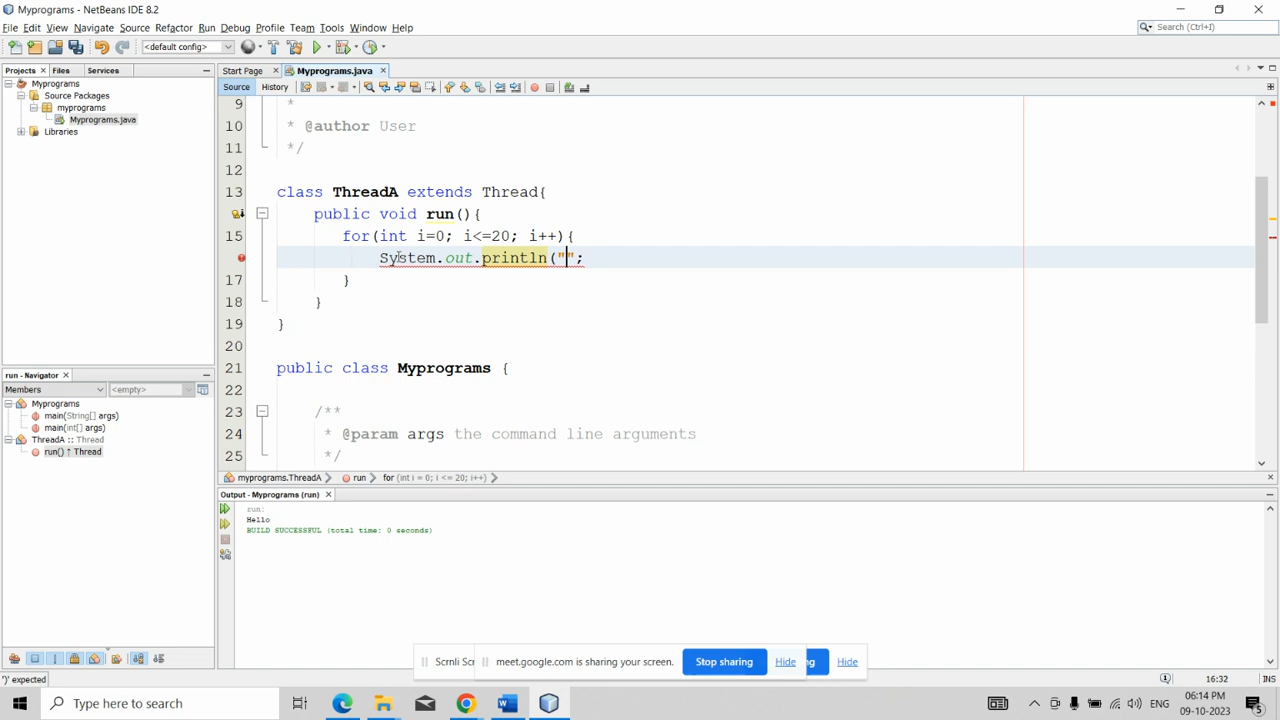 Myprograms - NetBeans IDE 8.2
File Edit View Navigate Source Refactor Run Debug Profile Team Tools Window Help
Search (Ctrl+I)
<default config>
Projects Files Services
Start Page Myprograms.java
Source History
Myprograms
Source Packages
myprograms
Myprograms.java
Libraries
9 *
10 * @author User
11 */
12
13 class ThreadA extends Thread{
public void run(){
15 for(int i=0; i<=20; i++){
System.out.println("";
17 }
18 }
19 }
20
21 public class Myprograms {
22
23 /**
24 * @param args the command line arguments
25 */
run - Navigator
Members <empty>
Myprograms
main(String[] args)
main(int[] args)
ThreadA :: Thread
run() ↑ Thread
myprograms.ThreadA run for (int i = 0; i <= 20; i++)
Output - Myprograms (run)
run:
Hello
BUILD SUCCESSFUL (total time: 0 seconds)
Scrnli Scr
meet.google.com is sharing your screen. Stop sharing Hide
ng Hide
')' expected
16:32 INS
Type here to search
06:14 PM
09-10-2023
5